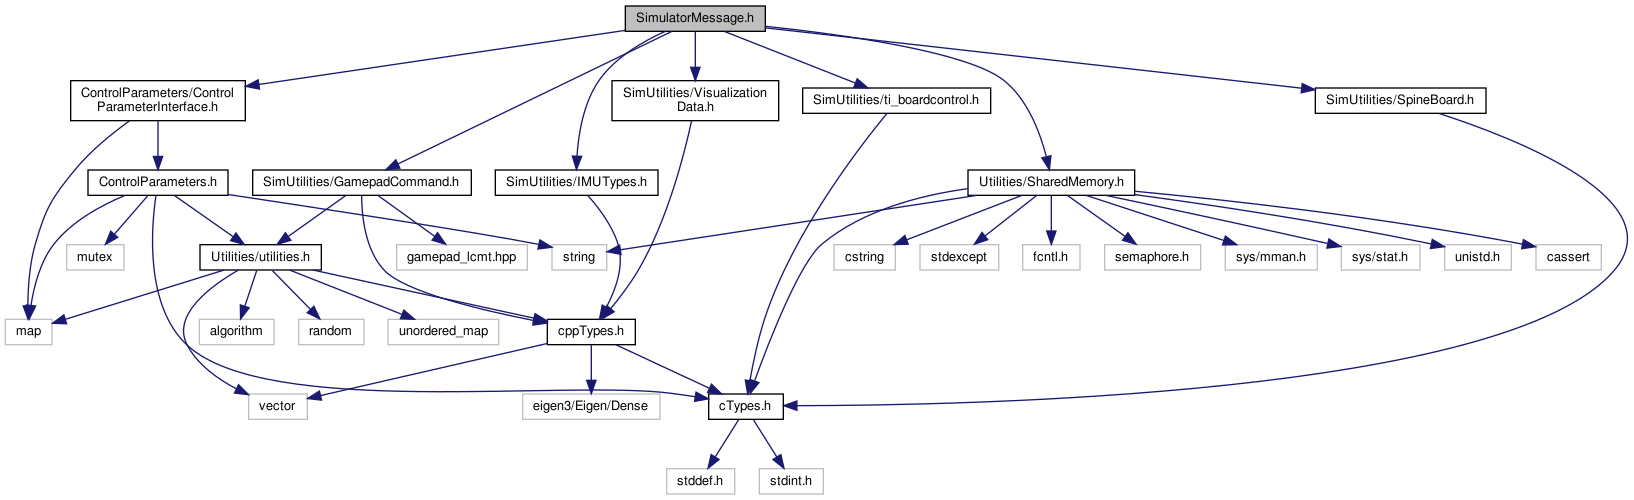 SimulatorMessage.h
ControlParameters/Control
ParameterInterface.h
SimUtilities/Visualization
Data.h
SimUtilities/ti_boardcontrol.h
SimUtilities/SpineBoard.h
ControlParameters.h
SimUtilities/GamepadCommand.h
SimUtilities/IMUTypes.h
Utilities/SharedMemory.h
mutex
Utilities/utilities.h
gamepad_lcmt.hpp
string
cstring
stdexcept
fcntl.h
semaphore.h
sys/mman.h
sys/stat.h
unistd.h
cassert
map
algorithm
random
unordered_map
cppTypes.h
vector
eigen3/Eigen/Dense
cTypes.h
stddef.h
stdint.h